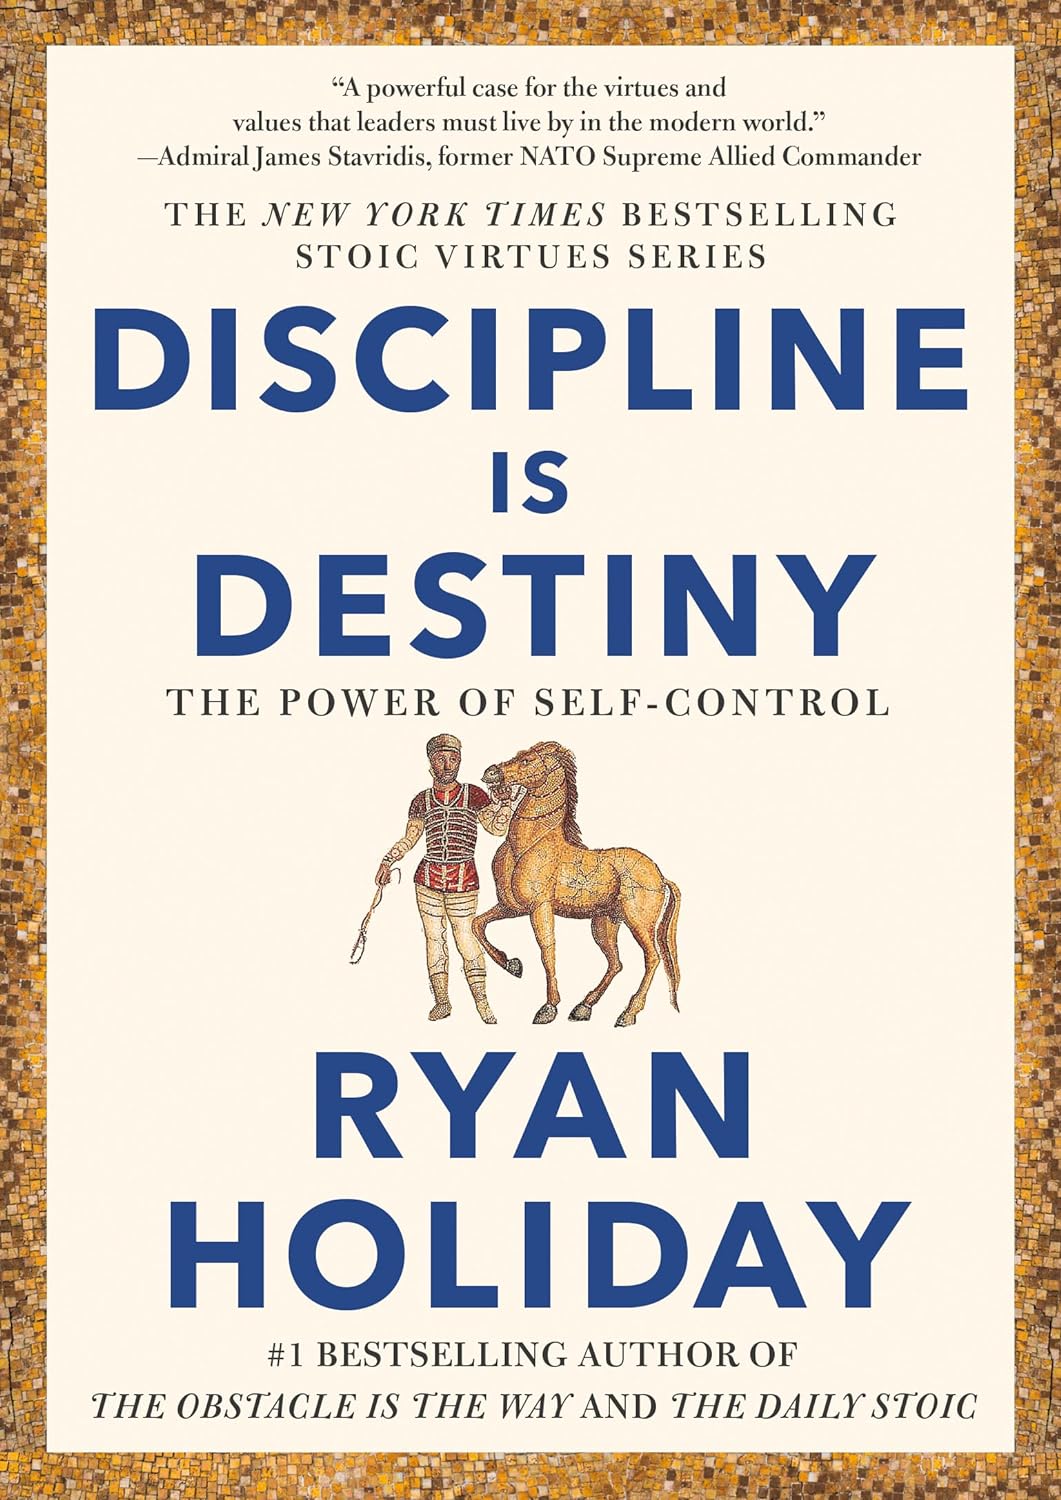 “A powerful case for the virtues and
values that leaders must live by in the modern world.”
—Admiral James Stavridis, former NATO Supreme Allied Commander
THE NEW YORK TIMES BESTSELLING
STOIC VIRTUES SERIES
DISCIPLINE
IS
DESTINY
THE POWER OF SELF-CONTROL
RYAN
HOLIDAY
#1 BESTSELLING AUTHOR OF
THE OBSTACLE IS THE WAY AND THE DAILY STOIC